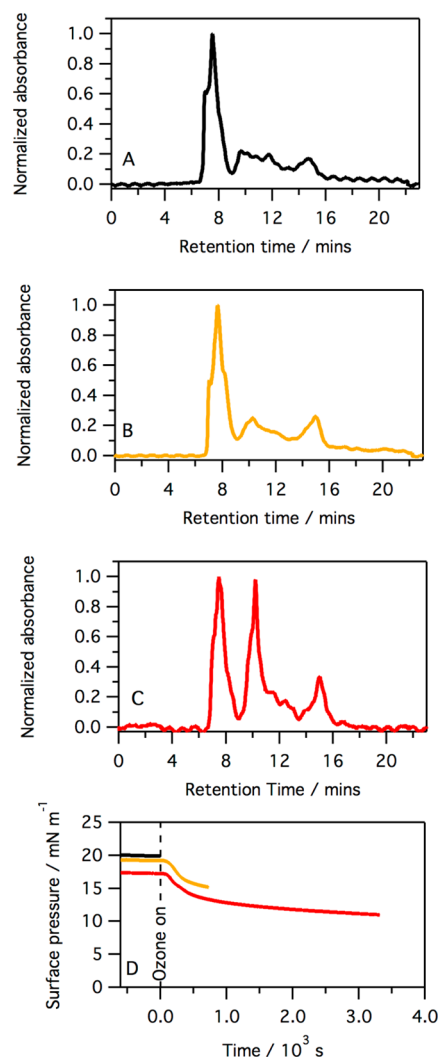 Normalized absorbance
1.0
0.8
0.6
0.4
0.2
0.0
A
0 4 8 12 16 20
Retention time / mins
Normalized absorbance
1.0
0.8
0.6
0.4
0.2
0.0
B
0 4 8 12 16 20
Retention time / mins
Normalized absorbance
1.0
0.8
0.6
0.4
0.2
0.0
C
0 4 8 12 16 20
Retention Time / mins
Surface pressure / mN m⁻¹
25
20
15
10
5
0
D
Ozone on
0.0 1.0 2.0 3.0 4.0
Time / 10³ s